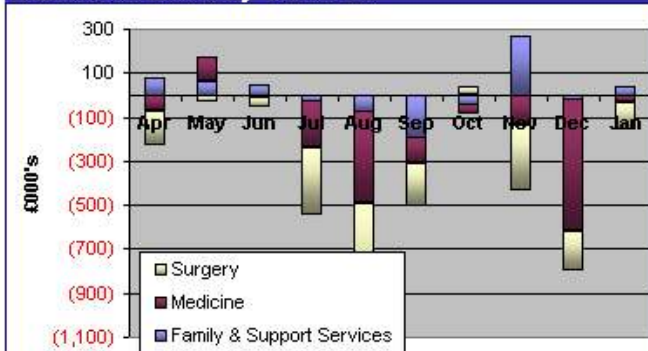 300
100
(100)
(300)
(500)
(700)
(900)
(1,100)
£000's
Apr May Jun Jul Aug Sep Oct Nov Dec Jan
Surgery
Medicine
Family & Support Services